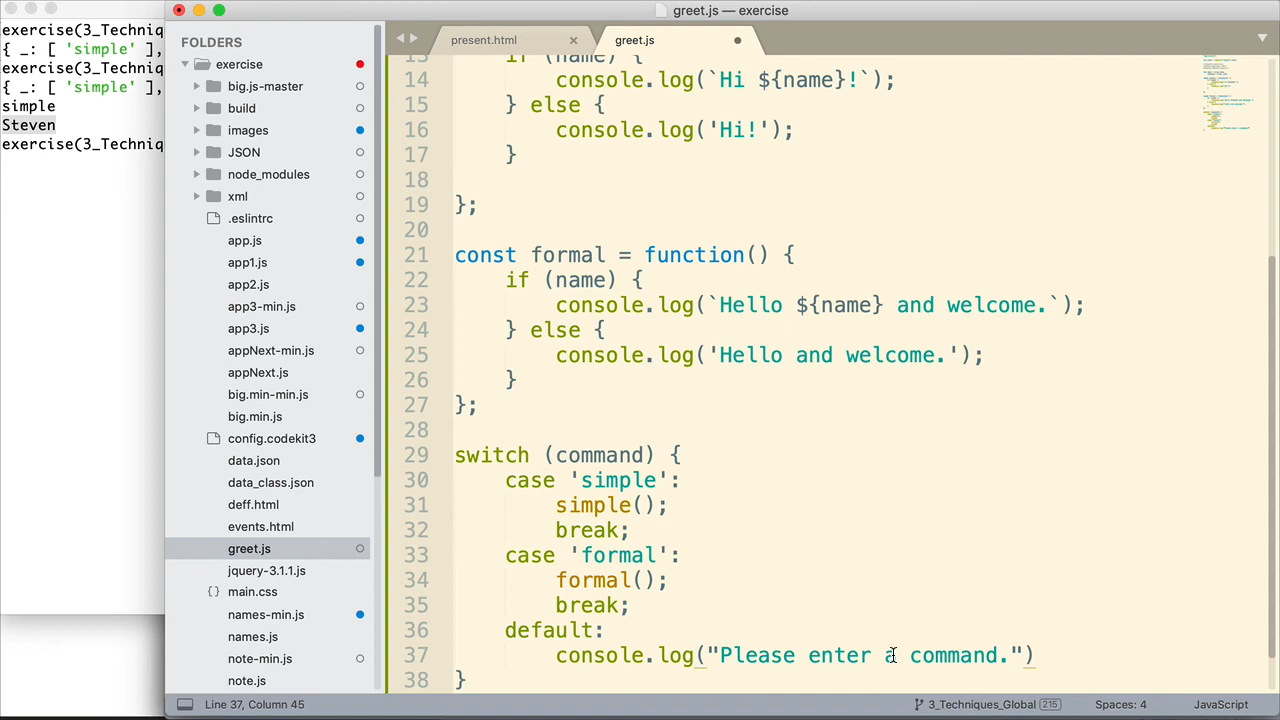 greet.js — exercise
exercise(3_Techniq
{ _: [ 'simple' ],
exercise(3_Techniq
{ _: [ 'simple' ],
simple
Steven
exercise(3_Techniq
FOLDERS
exercise
big.js-master
build
images
JSON
node_modules
xml
.eslintrc
app.js
app1.js
app2.js
app3-min.js
app3.js
appNext-min.js
appNext.js
big.min-min.js
big.min.js
config.codekit3
data.json
data_class.json
deff.html
events.html
greet.js
jquery-3.1.1.js
main.css
names-min.js
names.js
note-min.js
note.js
present.html
greet.js
13 if (name) {
14 console.log(`Hi ${name}!`);
15 } else {
16 console.log('Hi!');
17 }
18
19 };
20
21 const formal = function() {
22 if (name) {
23 console.log(`Hello ${name} and welcome.`);
24 } else {
25 console.log('Hello and welcome.');
26 }
27 };
28
29 switch (command) {
30 case 'simple':
31 simple();
32 break;
33 case 'formal':
34 formal();
35 break;
36 default:
37 console.log("Please enter a command.")
38 }
Line 37, Column 45
3_Techniques_Global 215
Spaces: 4
JavaScript